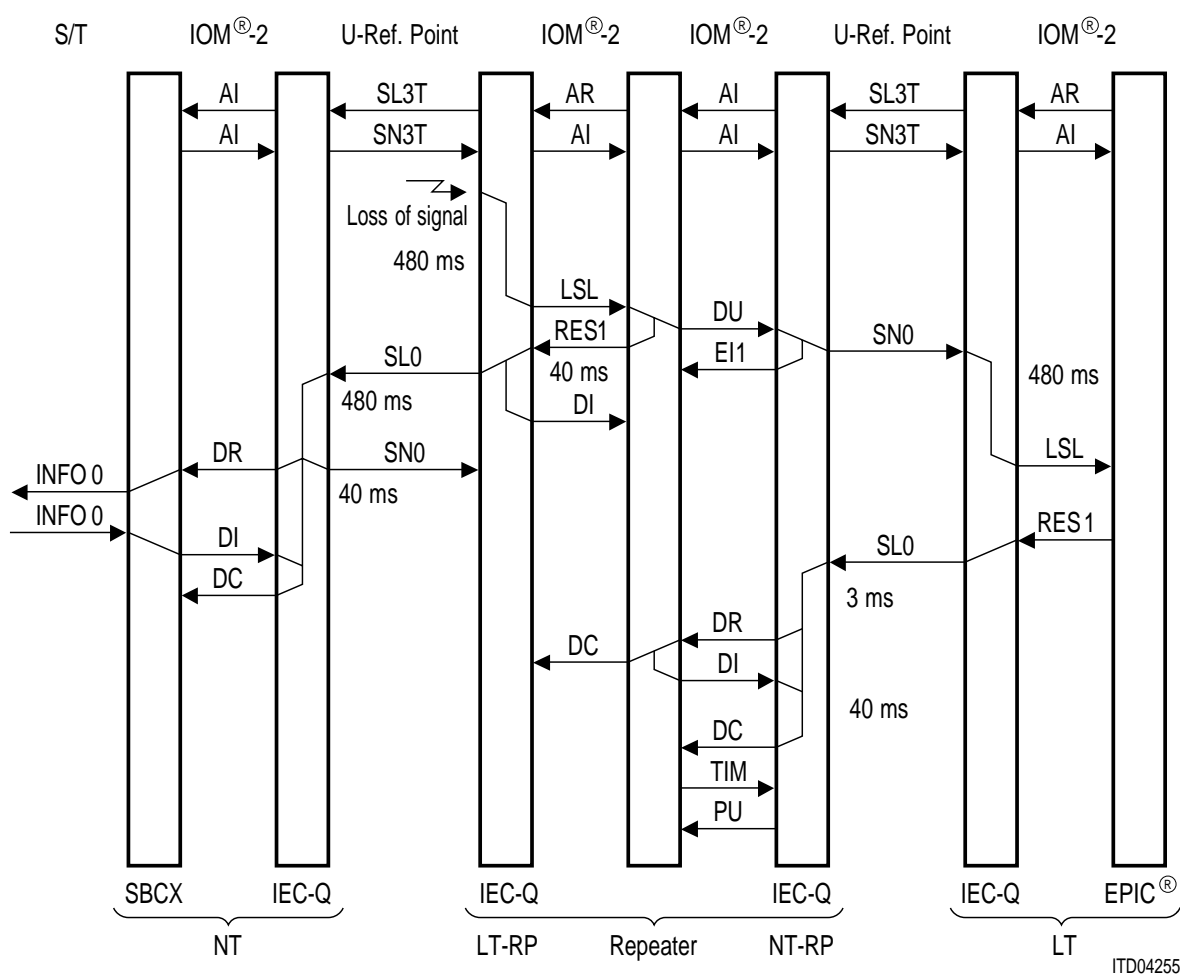 S/T IOM®-2 U-Ref. Point IOM®-2 IOM®-2 U-Ref. Point IOM®-2
AI SL3T AR AI SL3T AR
AI SN3T AI AI SN3T AI
Loss of signal
480 ms
LSL
DU
RES1
SN0
EI1
SL0
40 ms
480 ms
480 ms
DI
DR
SN0
LSL
INFO 0
40 ms
INFO 0
RES1
DI
SL0
DC
3 ms
DR
DC
DI
40 ms
DC
TIM
PU
SBCX IEC-Q IEC-Q IEC-Q IEC-Q EPIC®
NT LT-RP Repeater NT-RP LT
ITD04255